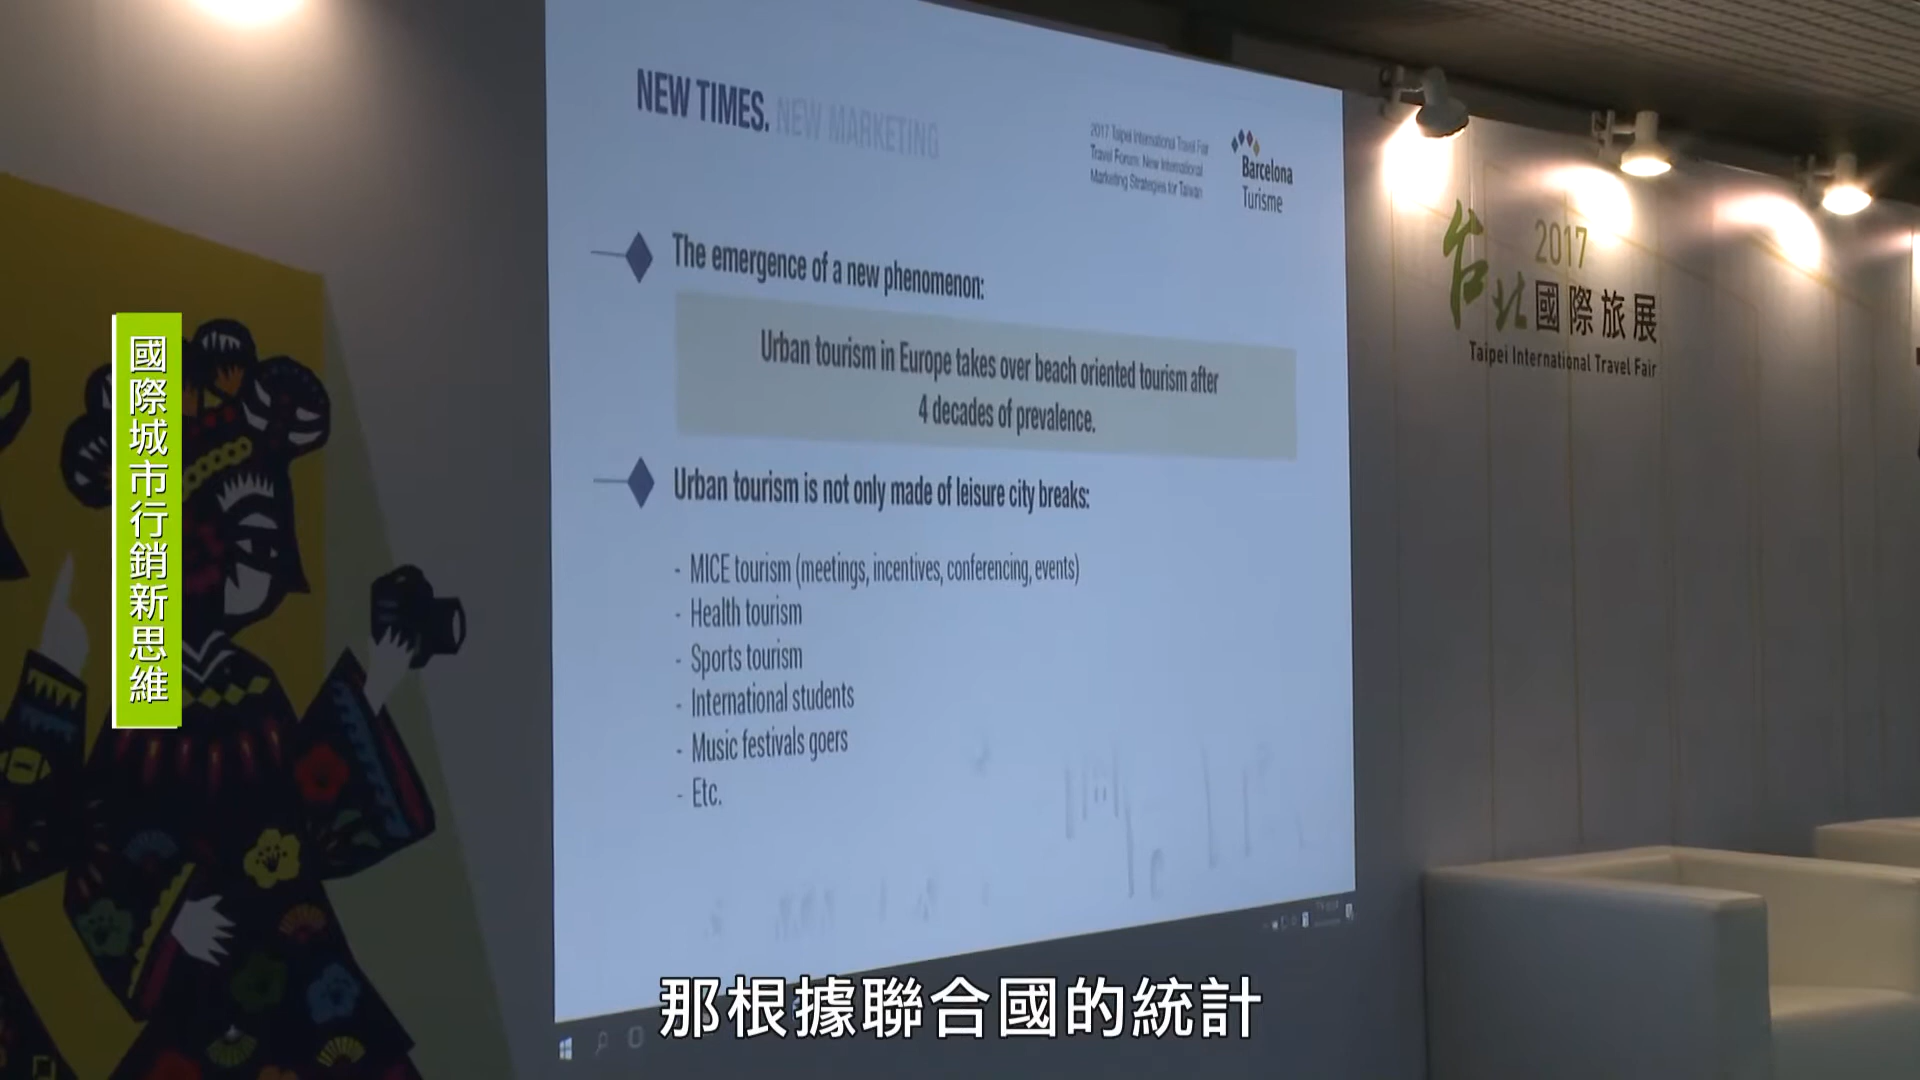 NEW TIMES. NEW MARKETING
2017 Taipei International Travel Fair
Travel Forum: New International
Marketing Strategies for Taiwan
Barcelona
Turisme
The emergence of a new phenomenon:
Urban tourism in Europe takes over beach oriented tourism after
4 decades of prevalence.
Urban tourism is not only made of leisure city breaks:
- MICE tourism (meetings, incentives, conferencing, events)
- Health tourism
- Sports tourism
- International students
- Music festivals goers
- Etc.
2017
台北國際旅展
Taipei International Travel Fair
國際城市行銷新思維
那根據聯合國的統計